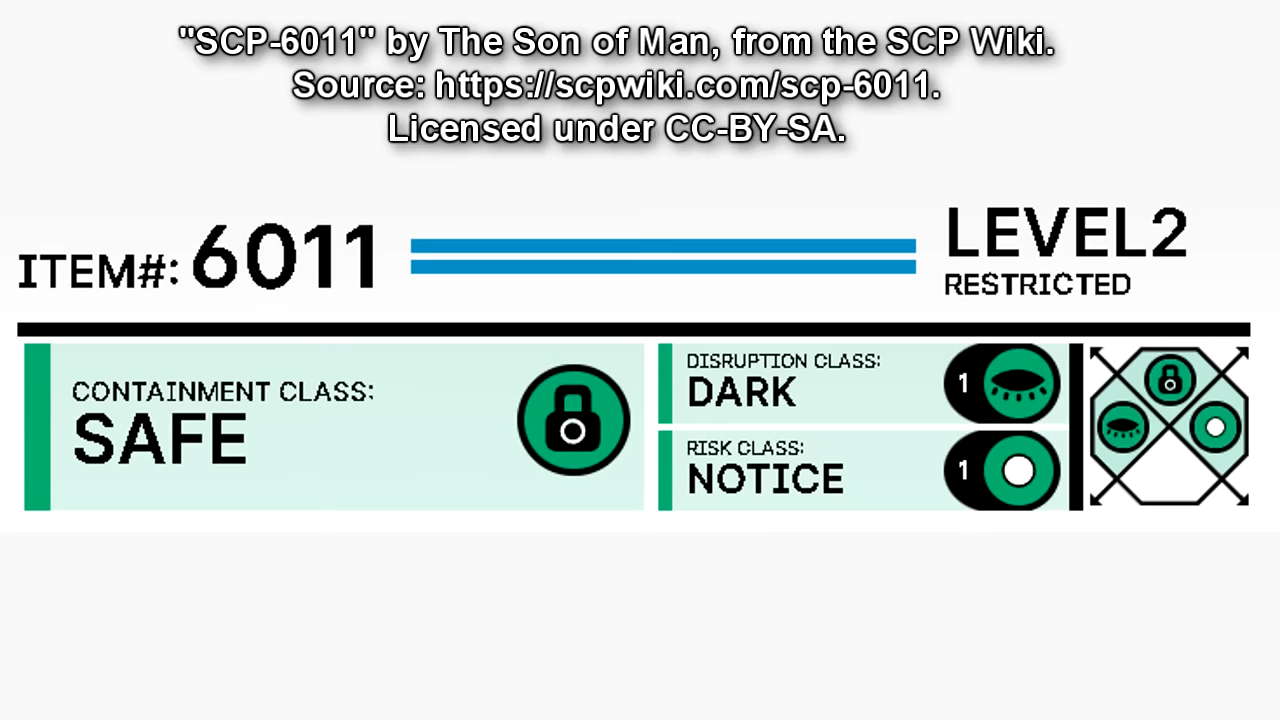 "SCP-6011" by The Son of Man, from the SCP Wiki.
Source: https://scpwiki.com/scp-6011.
Licensed under CC-BY-SA.
ITEM#: 6011
LEVEL2
RESTRICTED
CONTAINMENT CLASS:
SAFE
DISRUPTION CLASS:
DARK
1
RISK CLASS:
NOTICE
1